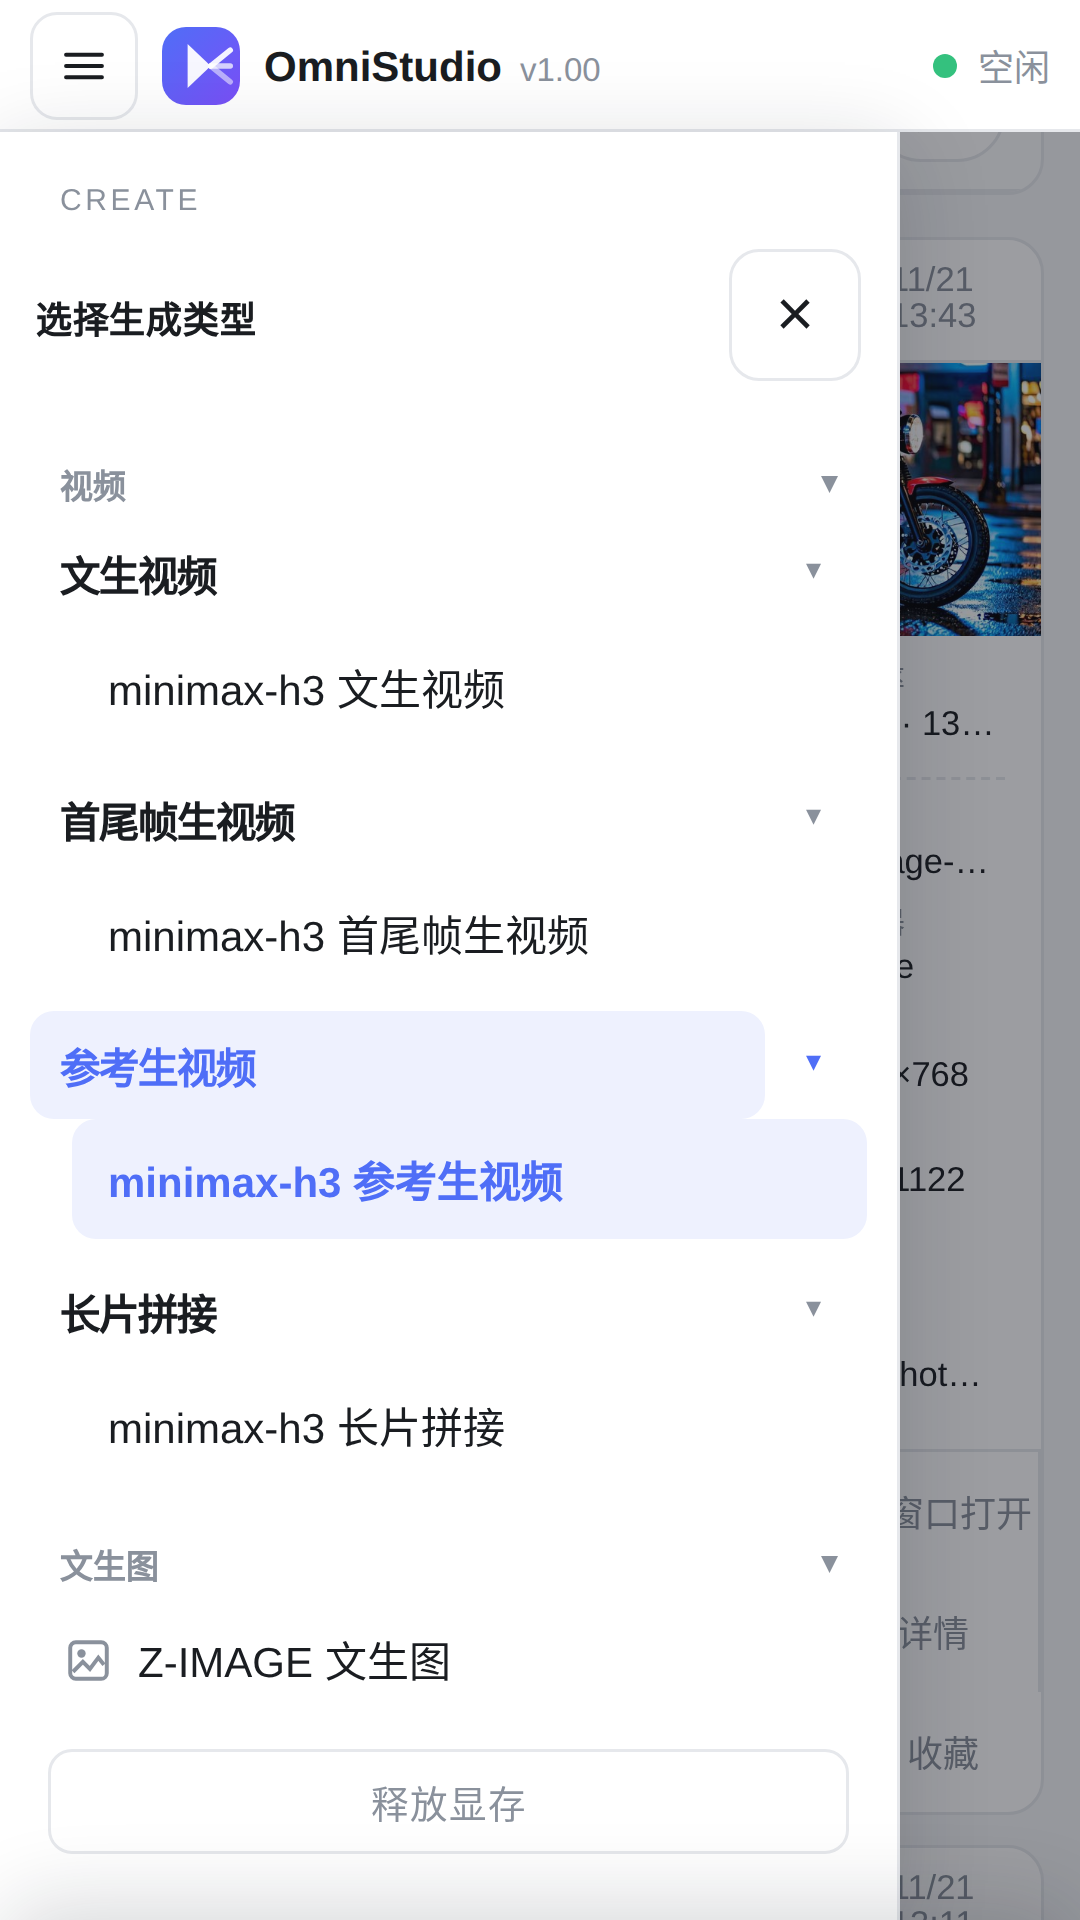 OmniStudio v1.00
空闲
CREATE
选择生成类型
视频
文生视频
minimax-h3 文生视频
首尾帧生视频
minimax-h3 首尾帧生视频
参考生视频
minimax-h3 参考生视频
长片拼接
minimax-h3 长片拼接
文生图
Z-IMAGE 文生图
释放显存
11/21
13:43
· 13…
age-…
e
×768
1122
hot…
窗口打开
详情
收藏
11/21